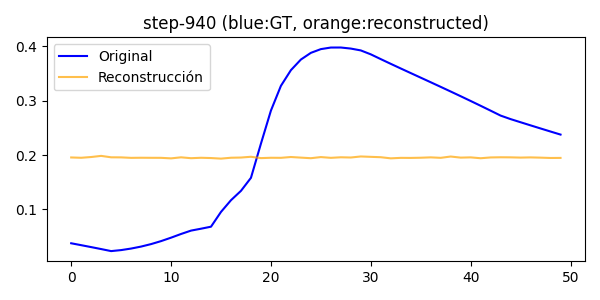 step-940 (blue:GT, orange:reconstructed)
Original
Reconstrucción
0.4
0.3
0.2
0.1
0 10 20 30 40 50